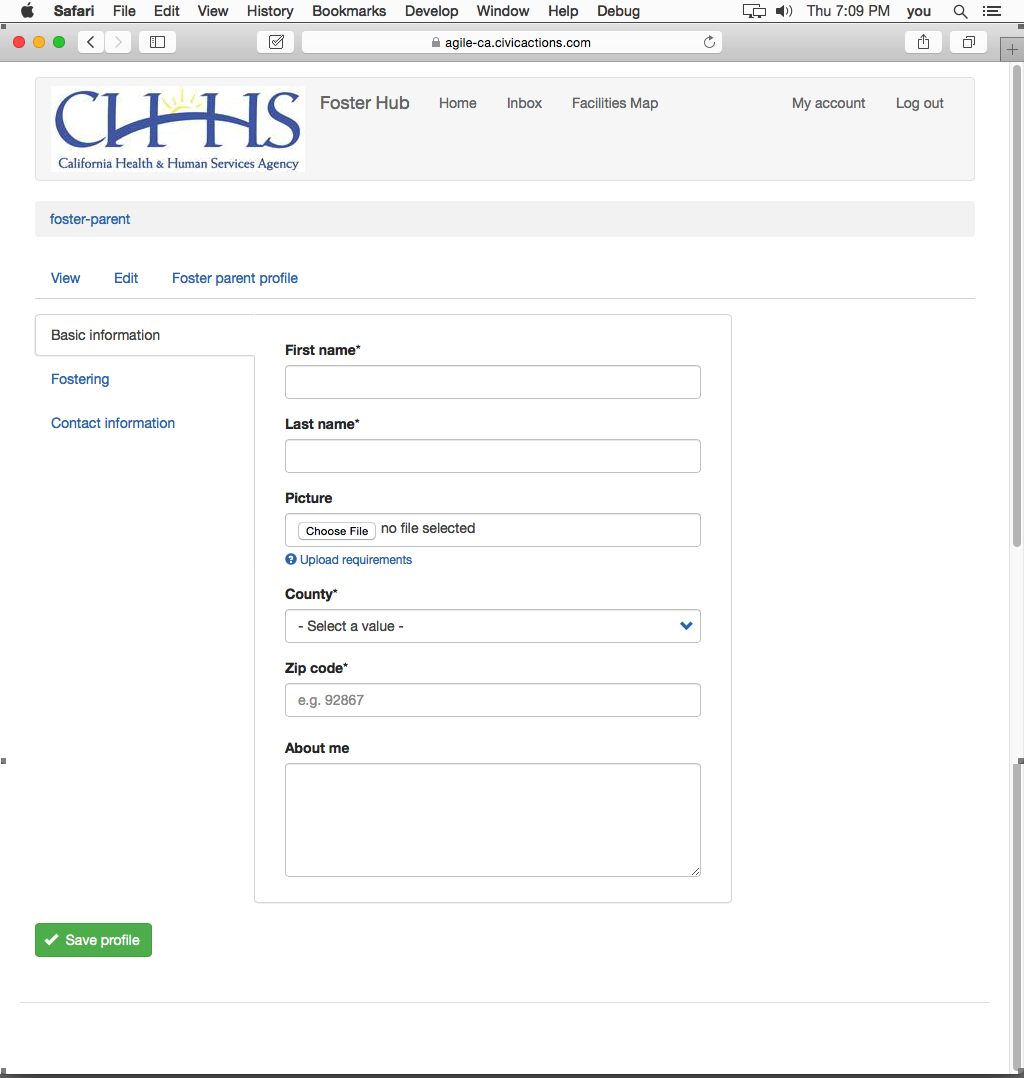 Safari File Edit View History Bookmarks Develop Window Help Debug Thu 7:09 PM you
agile-ca.civicactions.com
CHHS
California Health & Human Services Agency
Foster Hub Home Inbox Facilities Map My account Log out
foster-parent
View Edit Foster parent profile
Basic information
Fostering
Contact information
First name*
Last name*
Picture
Choose File no file selected
Upload requirements
County*
- Select a value -
Zip code*
e.g. 92867
About me
Save profile